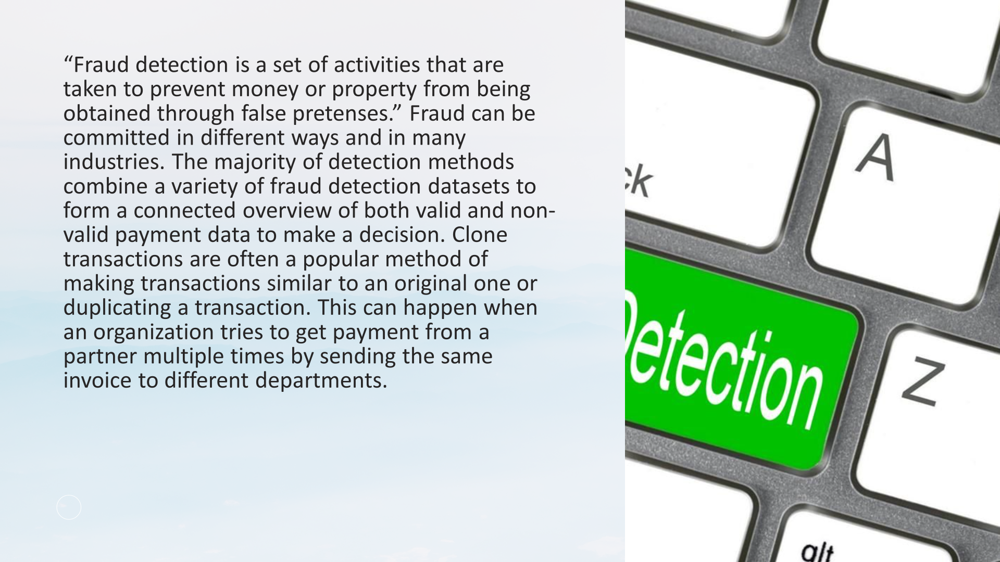 “Fraud detection is a set of activities that are
taken to prevent money or property from being
obtained through false pretenses.” Fraud can be
committed in different ways and in many
industries. The majority of detection methods
combine a variety of fraud detection datasets to
form a connected overview of both valid and non-
valid payment data to make a decision. Clone
transactions are often a popular method of
making transactions similar to an original one or
duplicating a transaction. This can happen when
an organization tries to get payment from a
partner multiple times by sending the same
invoice to different departments.
ck
A
Detection
Z
alt